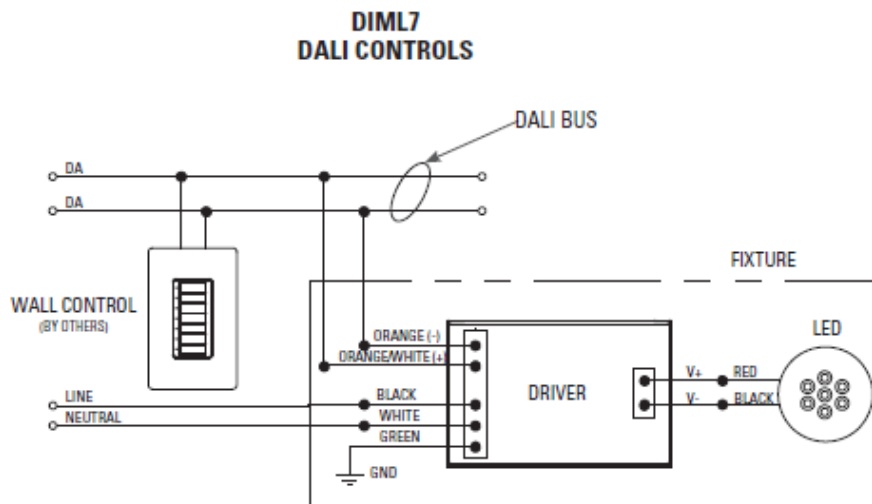 DIML7
DALI CONTROLS
DALI BUS
DA
DA
FIXTURE
WALL CONTROL
(BY OTHERS)
LED
ORANGE (-)
ORANGE/WHITE (+)
DRIVER
V+
RED
LINE
BLACK
V-
BLACK
NEUTRAL
WHITE
GREEN
GND